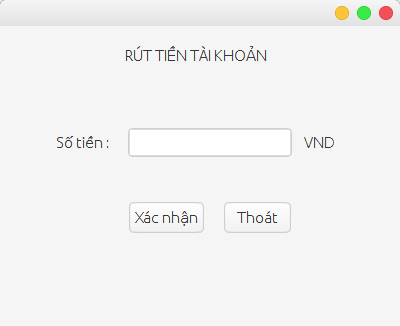 RÚT TIỀN TÀI KHOẢN
Số tiền : VND
Xác nhận Thoát